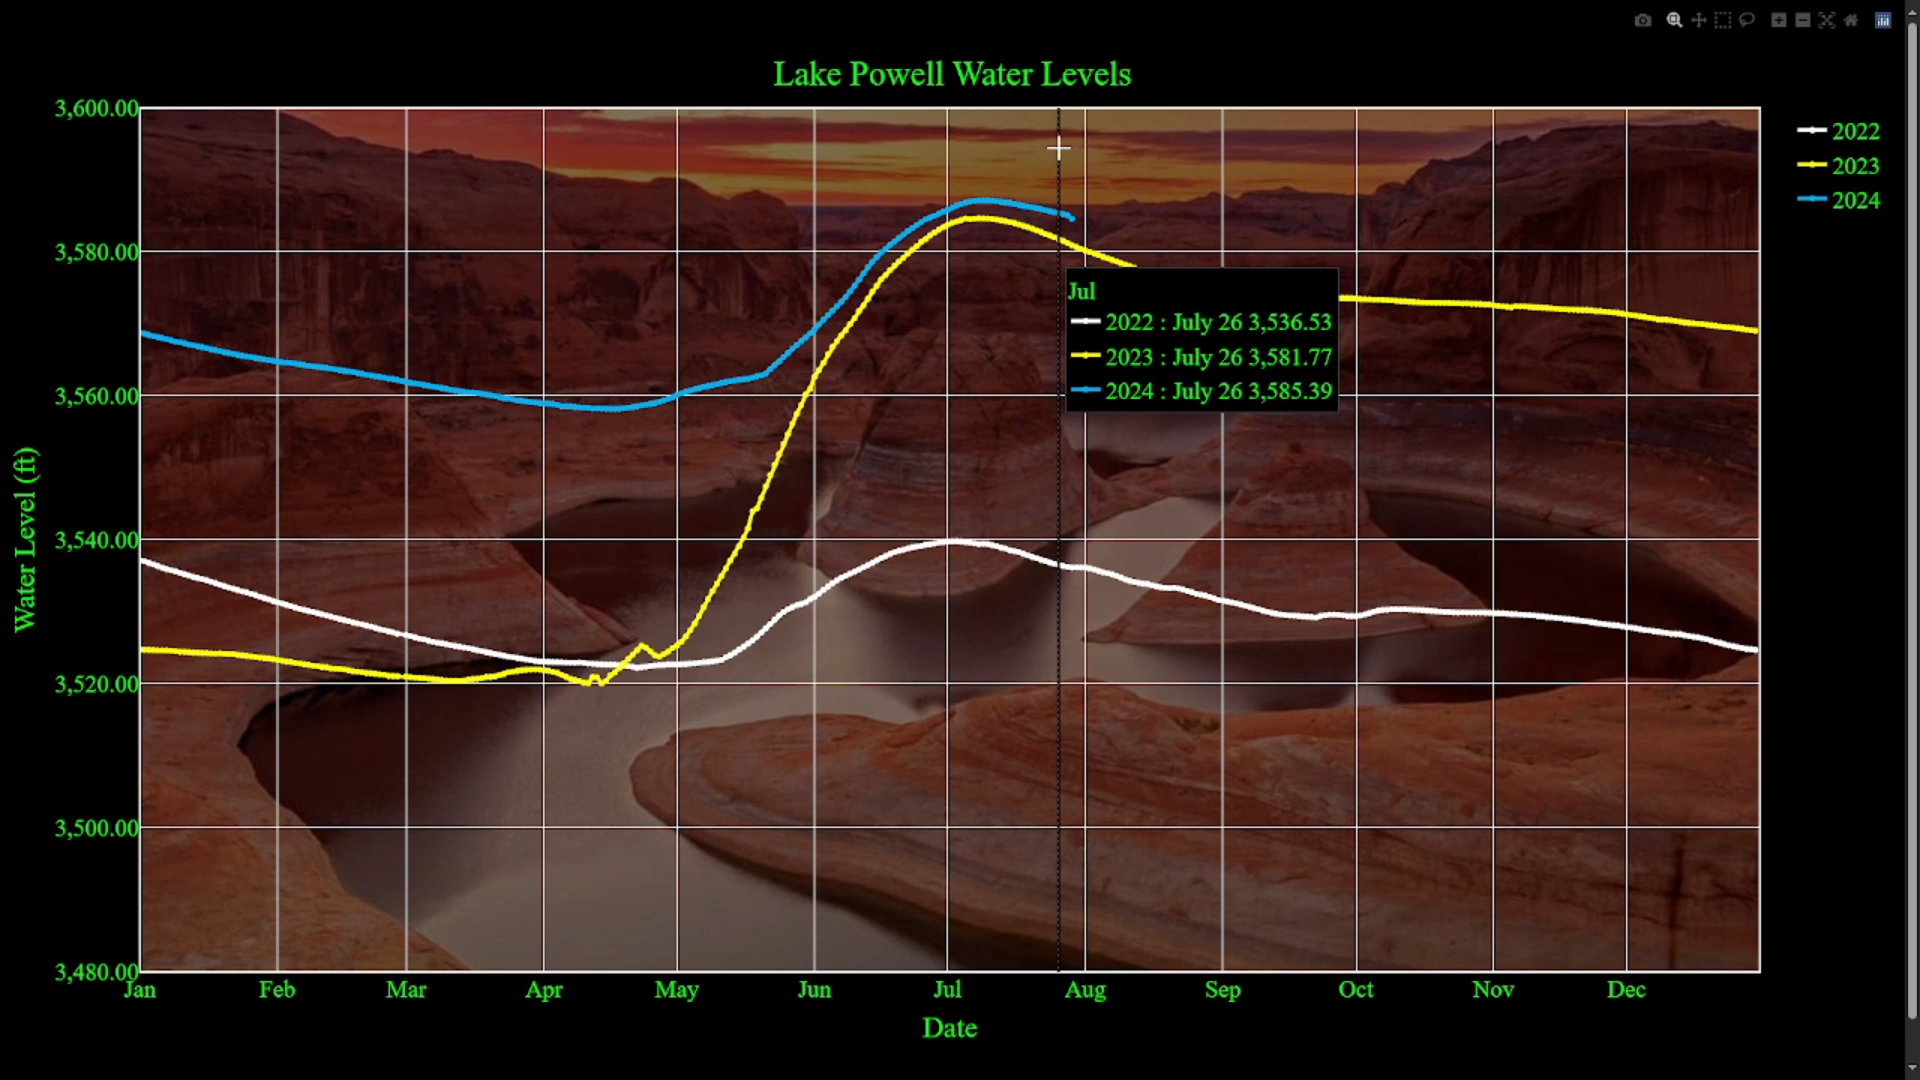 Lake Powell Water Levels
3,600.00
3,580.00
3,560.00
3,540.00
3,520.00
3,500.00
3,480.00
Water Level (ft)
2022
2023
2024
Jul
2022 : July 26 3,536.53
2023 : July 26 3,581.77
2024 : July 26 3,585.39
Jan Feb Mar Apr May Jun Jul Aug Sep Oct Nov Dec
Date